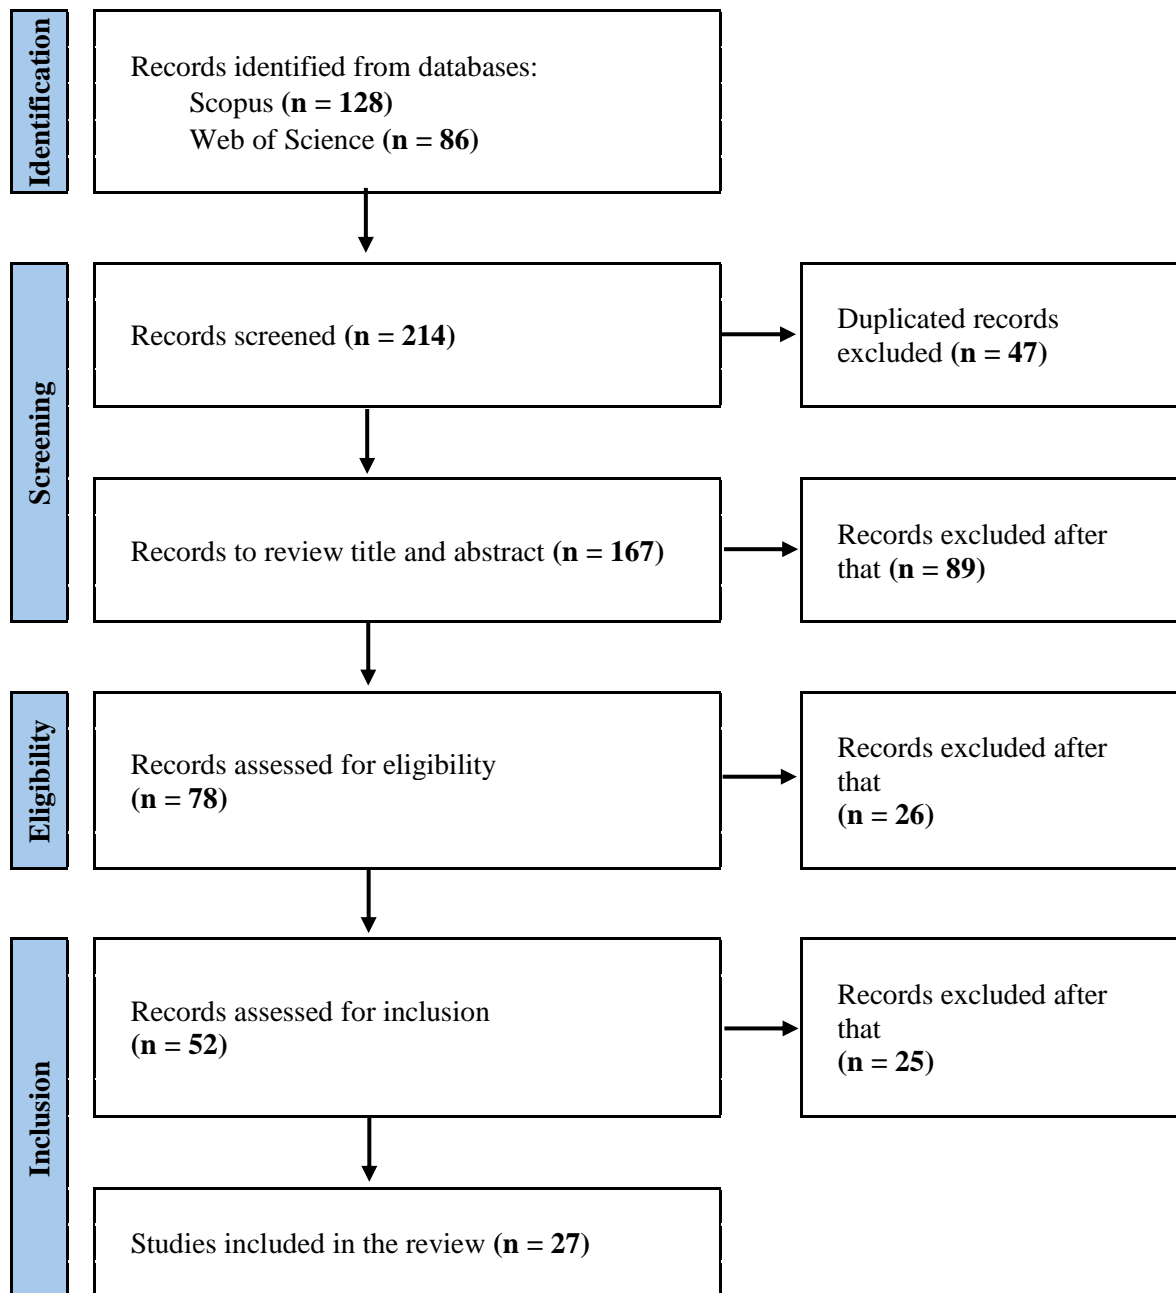 Identification
Records identified from databases:
Scopus (n = 128)
Web of Science (n = 86)
Screening
Records screened (n = 214)
Duplicated records
excluded (n = 47)
Records to review title and abstract (n = 167)
Records excluded after
that (n = 89)
Eligibility
Records assessed for eligibility
(n = 78)
Records excluded after
that
(n = 26)
Inclusion
Records assessed for inclusion
(n = 52)
Records excluded after
that
(n = 25)
Studies included in the review (n = 27)